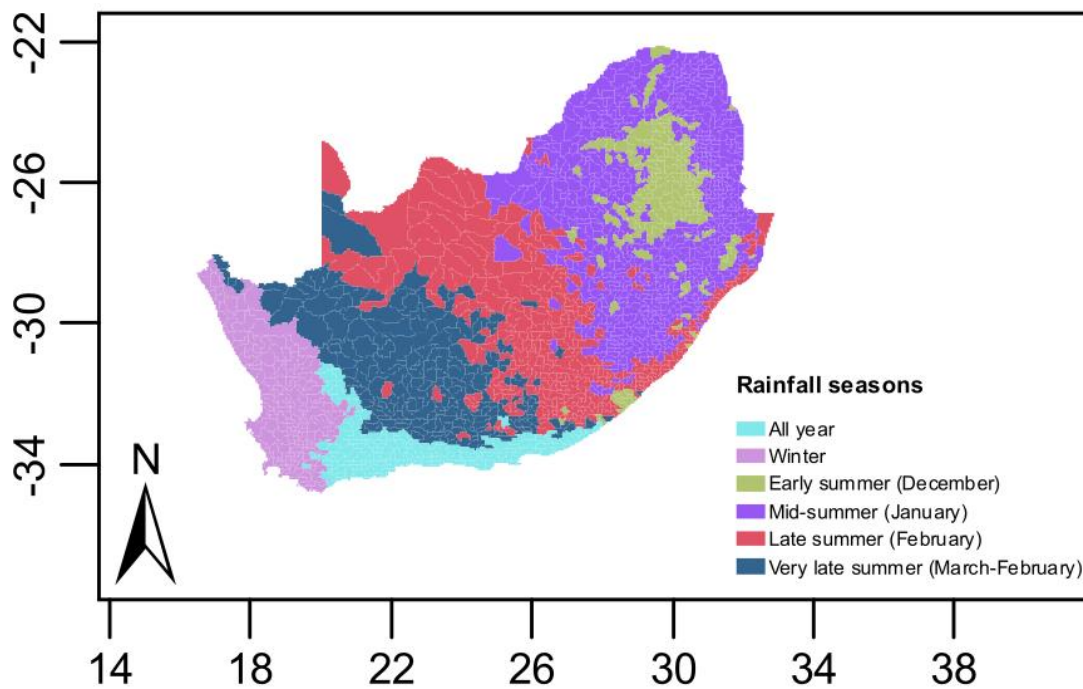 -22
-26
-30
-34
N
Rainfall seasons
All year
Winter
Early summer (December)
Mid-summer (January)
Late summer (February)
Very late summer (March-February)
14 18 22 26 30 34 38